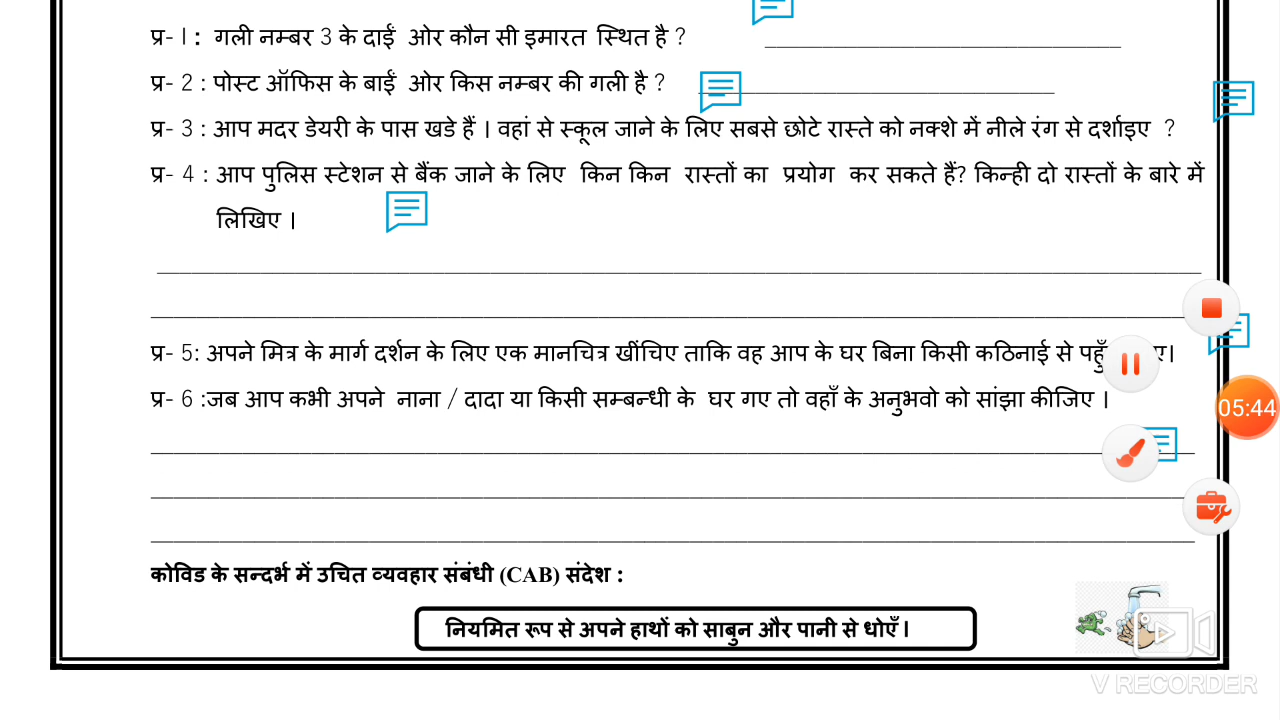 प्र- 1 : गली नम्बर 3 के दाईं ओर कौन सी इमारत स्थित है ? ______________________________
प्र- 2 : पोस्ट ऑफिस के बाईं ओर किस नम्बर की गली है ? ______________________________
प्र- 3 : आप मदर डेयरी के पास खडे हैं । वहां से स्कूल जाने के लिए सबसे छोटे रास्ते को नक्शे में नीले रंग से दर्शाइए ?
प्र- 4 : आप पुलिस स्टेशन से बैंक जाने के लिए किन किन रास्तों का प्रयोग कर सकते हैं? किन्ही दो रास्तों के बारे में
लिखिए ।
प्र- 5: अपने मित्र के मार्ग दर्शन के लिए एक मानचित्र खींचिए ताकि वह आप के घर बिना किसी कठिनाई से
प्र- 6 :जब आप कभी अपने नाना / दादा या किसी सम्बन्धी के घर गए तो वहाँ के अनुभवो को सांझा कीजिए ।
05:44
कोविड के सन्दर्भ में उचित व्यवहार संबंधी (CAB) संदेश :
नियमित रूप से अपने हाथों को साबुन और पानी से धोएँ ।
V RECORDER